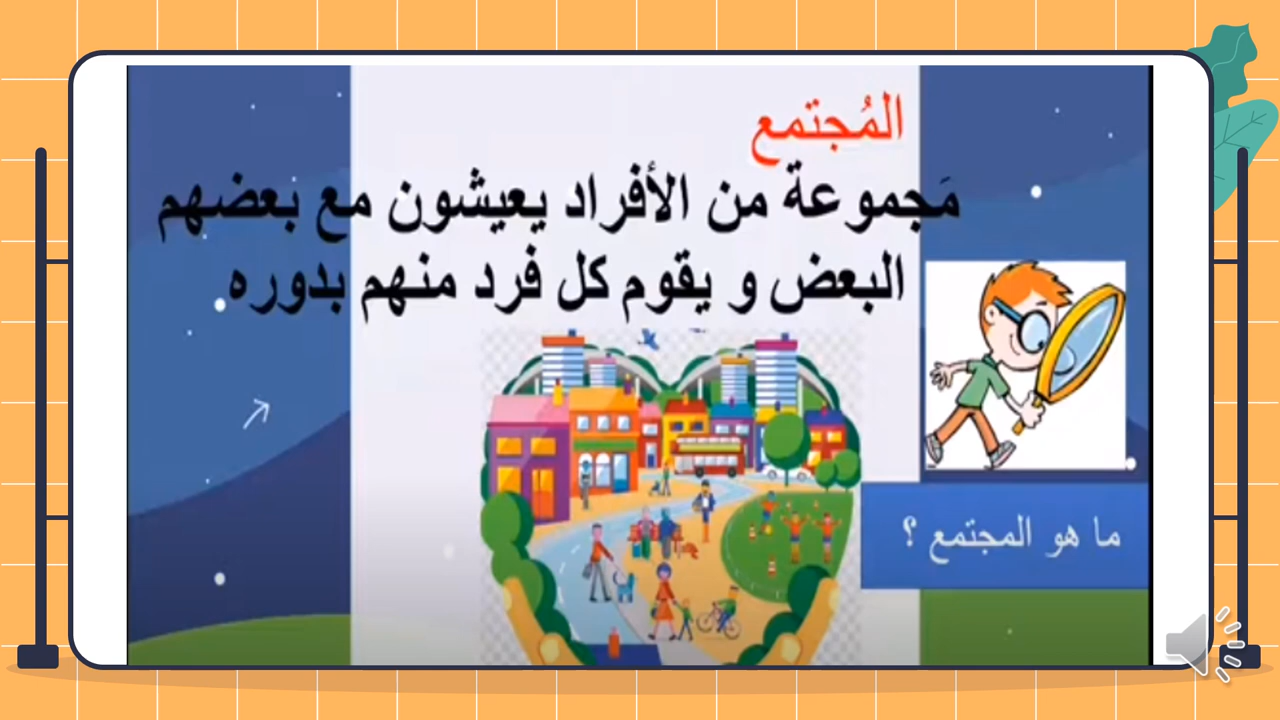 المُجتمع
مَجموعة من الأفراد يعيشون مع بعضهم
البعض و يقوم كل فرد منهم بدوره
ما هو المجتمع ؟